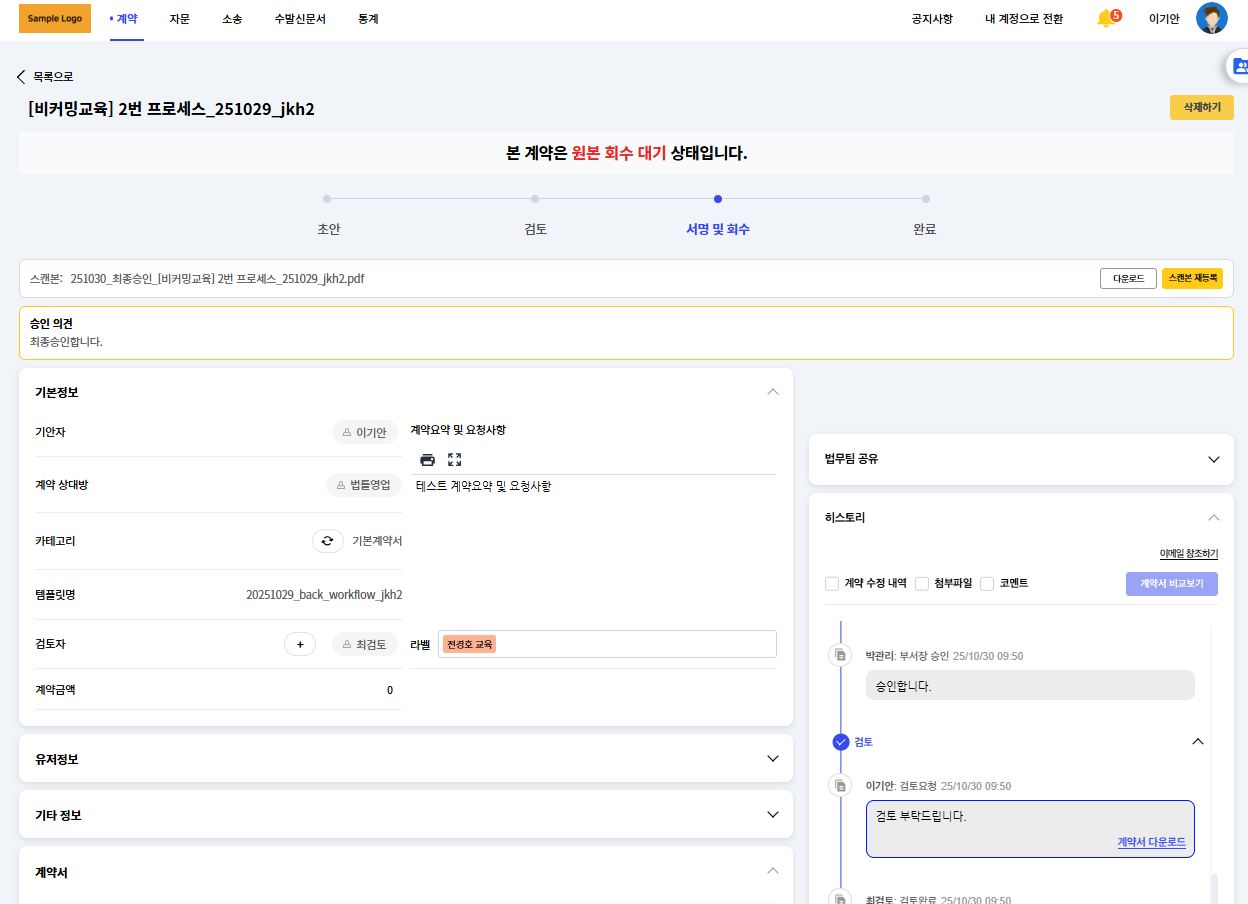 Sample Logo
계약
자문
소송
수발신문서
통계
공지사항
내 계정으로 전환
5
이기안
목록으로
[비커밍교육] 2번 프로세스_251029_jkh2
삭제하기
본 계약은 원본 회수 대기 상태입니다.
초안
검토
서명 및 회수
완료
스캔본: 251030_최종승인_[비커밍교육] 2번 프로세스_251029_jkh2.pdf
다운로드
스캔본 재등록
승인 의견
최종승인합니다.
기본정보
기안자
이기안
계약 상대방
법틀영업
카테고리
기본계약서
템플릿명
20251029_back_workflow_jkh2
검토자
+
최검토
계약금액
0
계약요약 및 요청사항
테스트 계약요약 및 요청사항
라벨
전경호 교육
유저정보
기타 정보
계약서
법무팀 공유
히스토리
이메일 참조하기
계약 수정 내역
첨부파일
코멘트
계약서 비교보기
박관리: 부서장 승인 25/10/30 09:50
승인합니다.
검토
이기안: 검토요청 25/10/30 09:50
검토 부탁드립니다.
계약서 다운로드
최검토: 검토완료 25/10/30 09:50